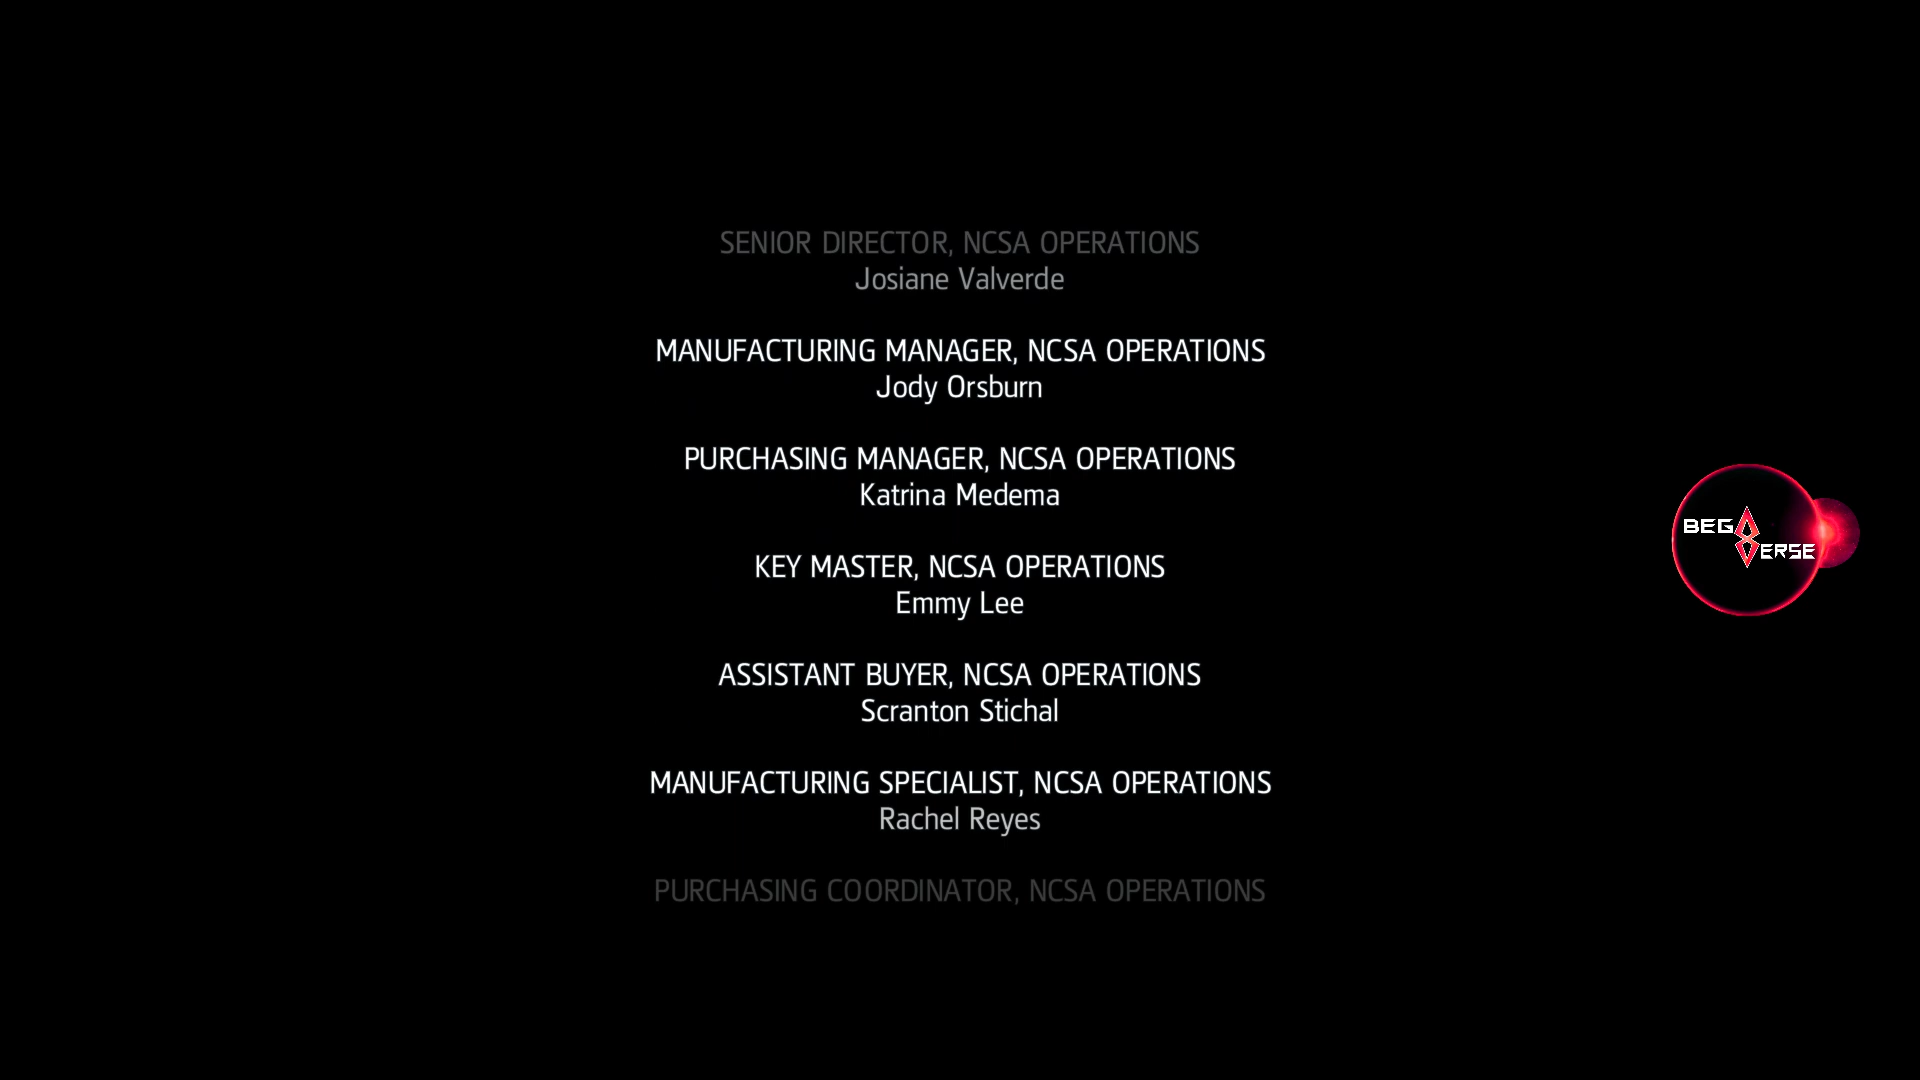 SENIOR DIRECTOR, NCSA OPERATIONS
Josiane Valverde
MANUFACTURING MANAGER, NCSA OPERATIONS
Jody Orsburn
PURCHASING MANAGER, NCSA OPERATIONS
Katrina Medema
KEY MASTER, NCSA OPERATIONS
Emmy Lee
ASSISTANT BUYER, NCSA OPERATIONS
Scranton Stichal
MANUFACTURING SPECIALIST, NCSA OPERATIONS
Rachel Reyes
PURCHASING COORDINATOR, NCSA OPERATIONS
BEGA
VERSE